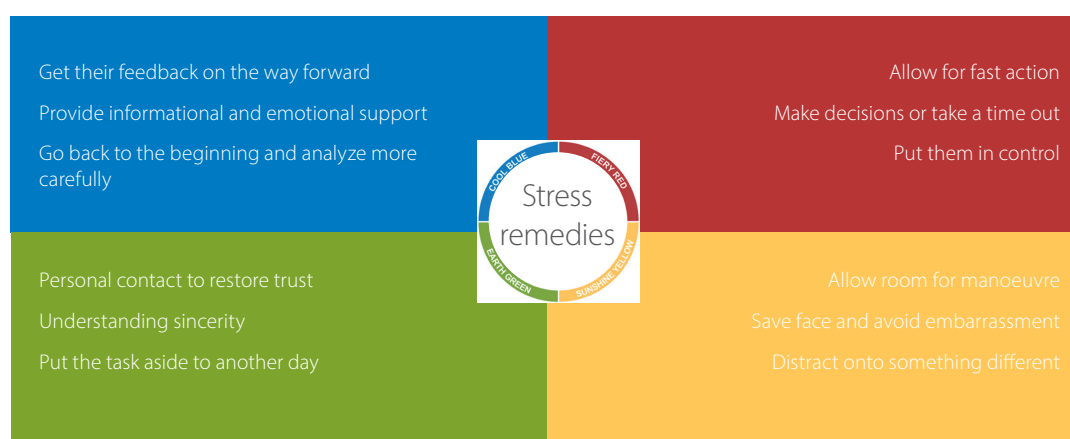 Get their feedback on the way forward
Provide informational and emotional support
Go back to the beginning and analyze more
carefully
Allow for fast action
Make decisions or take a time out
Put them in control
COOL BLUE
FIERY RED
Stress
remedies
EARTH GREEN
SUNSHINE YELLOW
Personal contact to restore trust
Understanding sincerity
Put the task aside to another day
Allow room for manoeuvre
Save face and avoid embarrassment
Distract onto something different